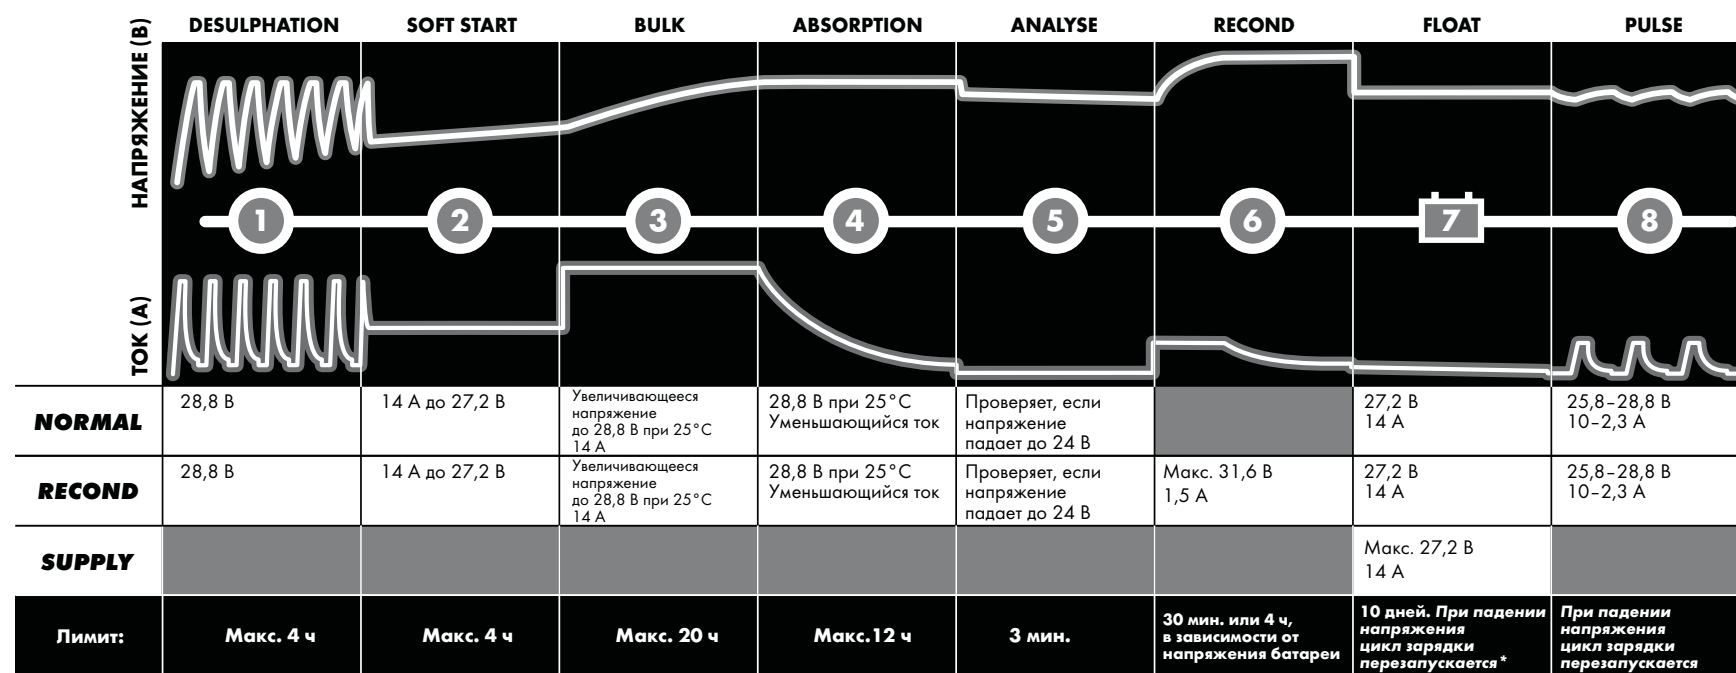 DESULPHATION SOFT START BULK ABSORPTION ANALYSE RECOND FLOAT PULSE
НАПРЯЖЕНИЕ (В)
1 2 3 4 5 6 7 8
ТОК (А)
NORMAL
28,8 В
14 А до 27,2 В
Увеличивающееся
напряжение
до 28,8 В при 25°C
14 А
28,8 В при 25°C
Уменьшающийся ток
Проверяет, если
напряжение
падает до 24 В
27,2 В
14 А
25,8–28,8 В
10–2,3 А
RECOND
28,8 В
14 А до 27,2 В
Увеличивающееся
напряжение
до 28,8 В при 25°C
14 А
28,8 В при 25°C
Уменьшающийся ток
Проверяет, если
напряжение
падает до 24 В
Макс. 31,6 В
1,5 А
27,2 В
14 А
25,8–28,8 В
10–2,3 А
SUPPLY
Макс. 27,2 В
14 А
Лимит:
Макс. 4 ч
Макс. 4 ч
Макс. 20 ч
Макс.12 ч
3 мин.
30 мин. или 4 ч,
в зависимости от
напряжения батареи
10 дней. При падении
напряжения
цикл зарядки
перезапускается*
При падении
напряжения
цикл зарядки
перезапускается